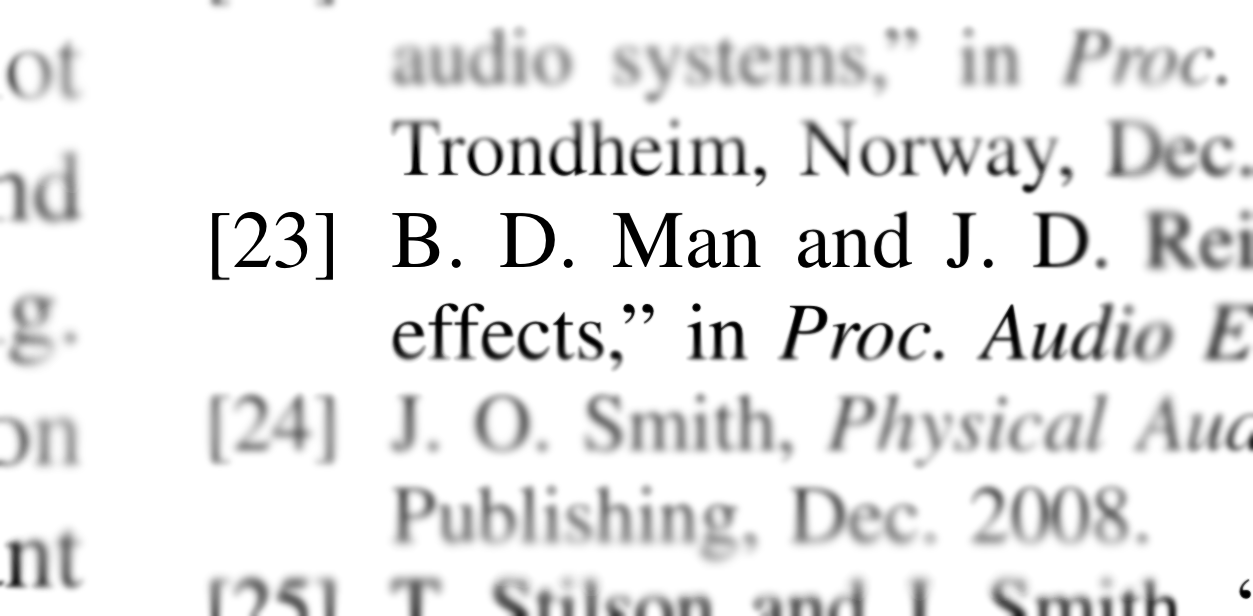 ot
nd
g.
on
nt
audio systems,” in Proc.
Trondheim, Norway, Dec.
[23] B. D. Man and J. D. Rei
effects,” in Proc. Audio E
[24] J. O. Smith, Physical Aud
Publishing, Dec. 2008.
[25] T. Stilson and J. Smith, “